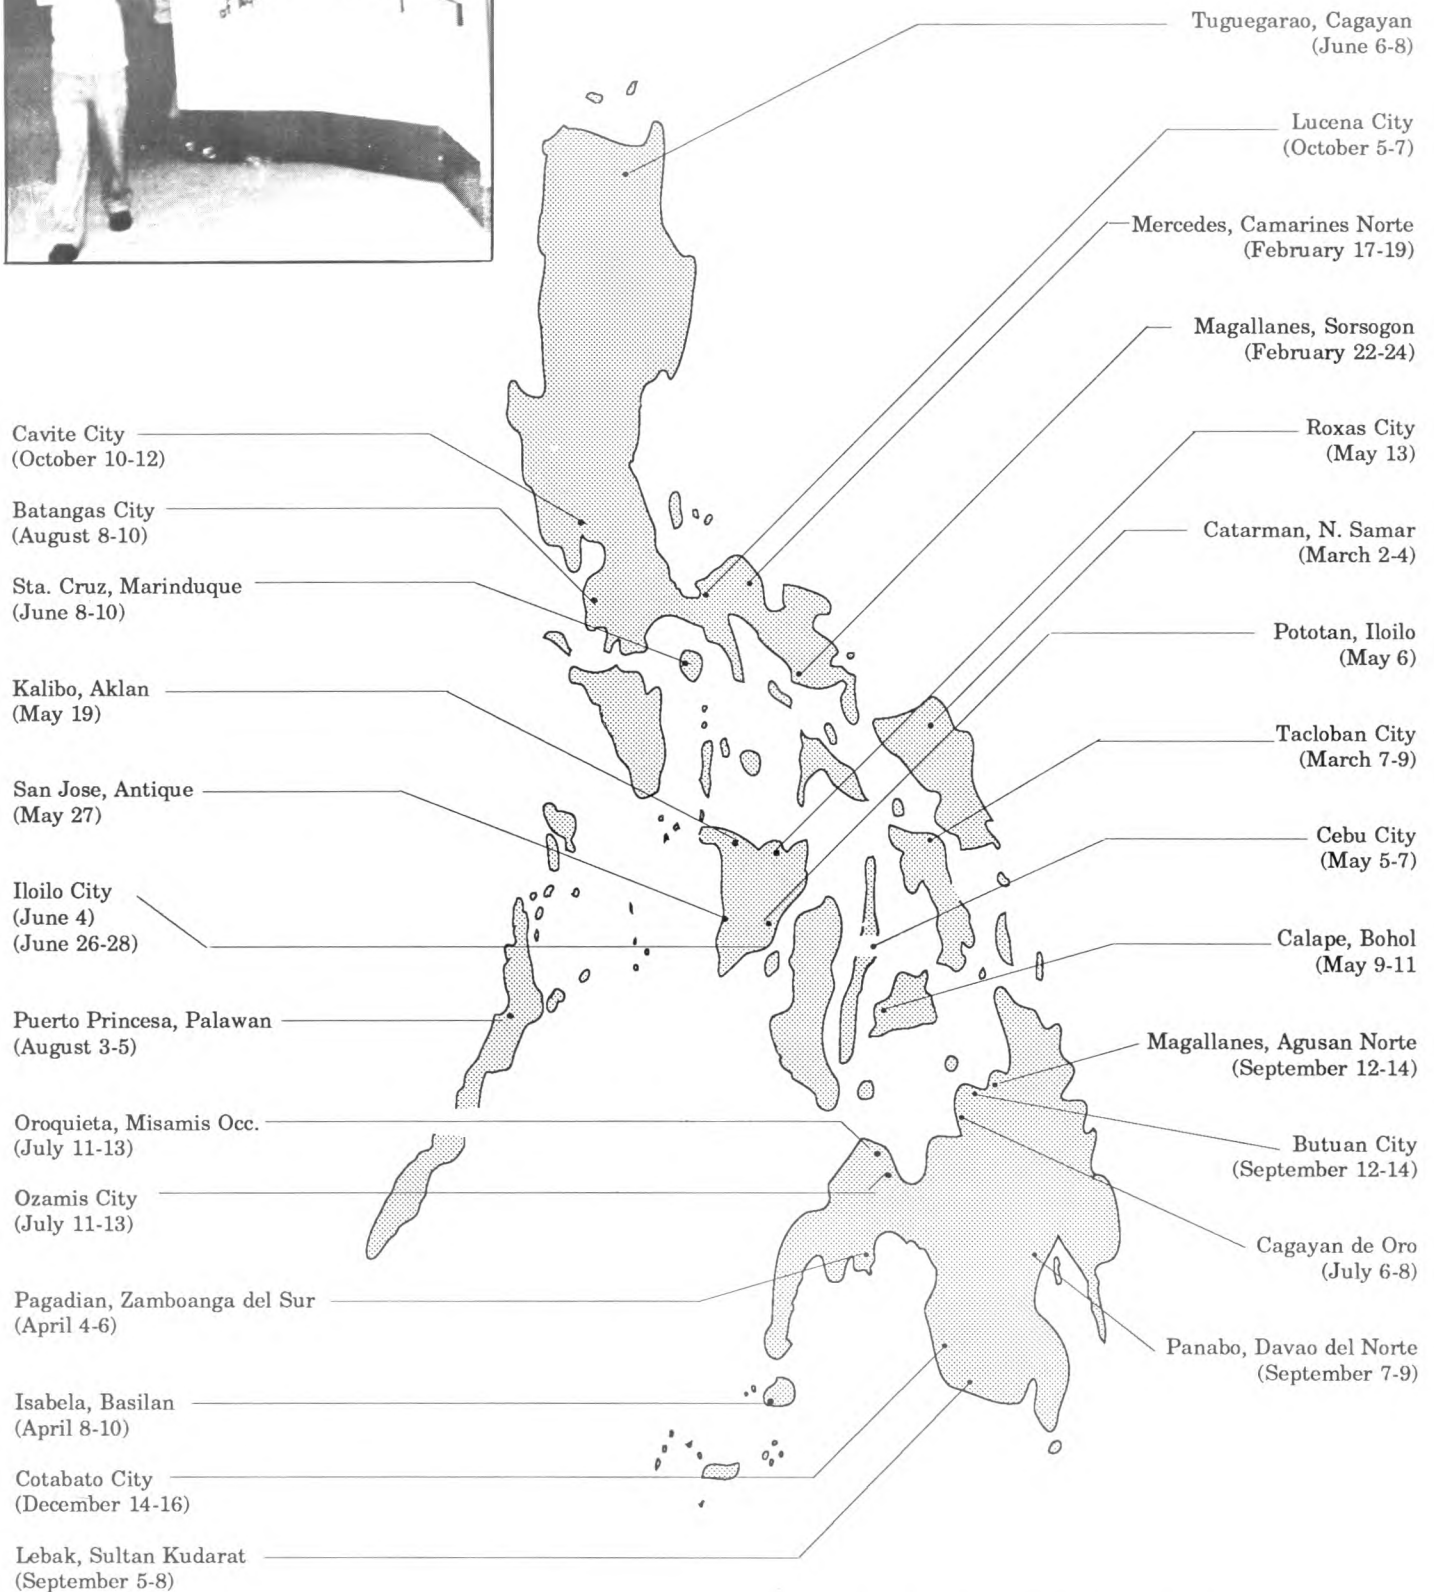 Tuguegarao, Cagayan
(June 6-8)
Lucena City
(October 5-7)
Mercedes, Camarines Norte
(February 17-19)
Magallanes, Sorsogon
(February 22-24)
Roxas City
(May 13)
Catarman, N. Samar
(March 2-4)
Pototan, Iloilo
(May 6)
Tacloban City
(March 7-9)
Cebu City
(May 5-7)
Calape, Bohol
(May 9-11
Magallanes, Agusan Norte
(September 12-14)
Butuan City
(September 12-14)
Cagayan de Oro
(July 6-8)
Panabo, Davao del Norte
(September 7-9)
Cavite City
(October 10-12)
Batangas City
(August 8-10)
Sta. Cruz, Marinduque
(June 8-10)
Kalibo, Aklan
(May 19)
San Jose, Antique
(May 27)
Iloilo City
(June 4)
(June 26-28)
Puerto Princesa, Palawan
(August 3-5)
Oroquieta, Misamis Occ.
(July 11-13)
Ozamis City
(July 11-13)
Pagadian, Zamboanga del Sur
(April 4-6)
Isabela, Basilan
(April 8-10)
Cotabato City
(December 14-16)
Lebak, Sultan Kudarat
(September 5-8)